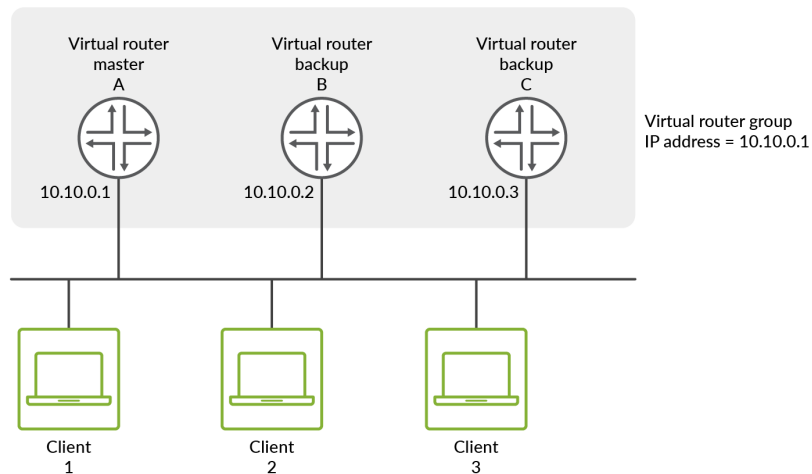 Virtual router
master
A
Virtual router
backup
B
Virtual router
backup
C
Virtual router group
IP address = 10.10.0.1
10.10.0.1
10.10.0.2
10.10.0.3
Client
1
Client
2
Client
3